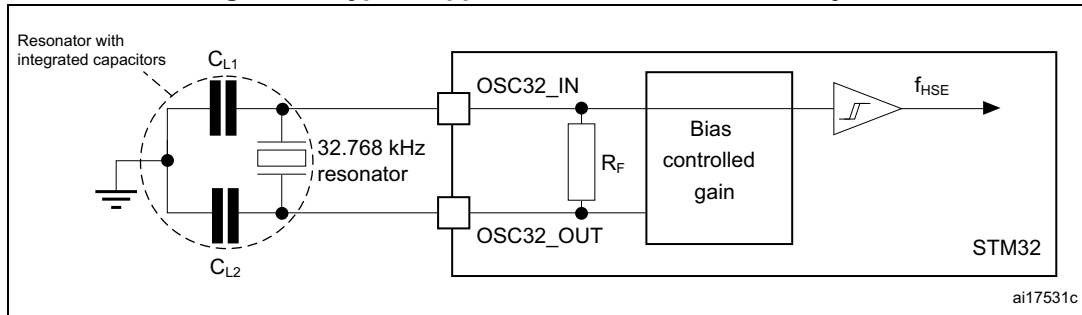 Resonator with
integrated capacitors
CL1
OSC32_IN
fHSE
32.768 kHz
resonator
RF
Bias
controlled
gain
OSC32_OUT
CL2
STM32
ai17531c